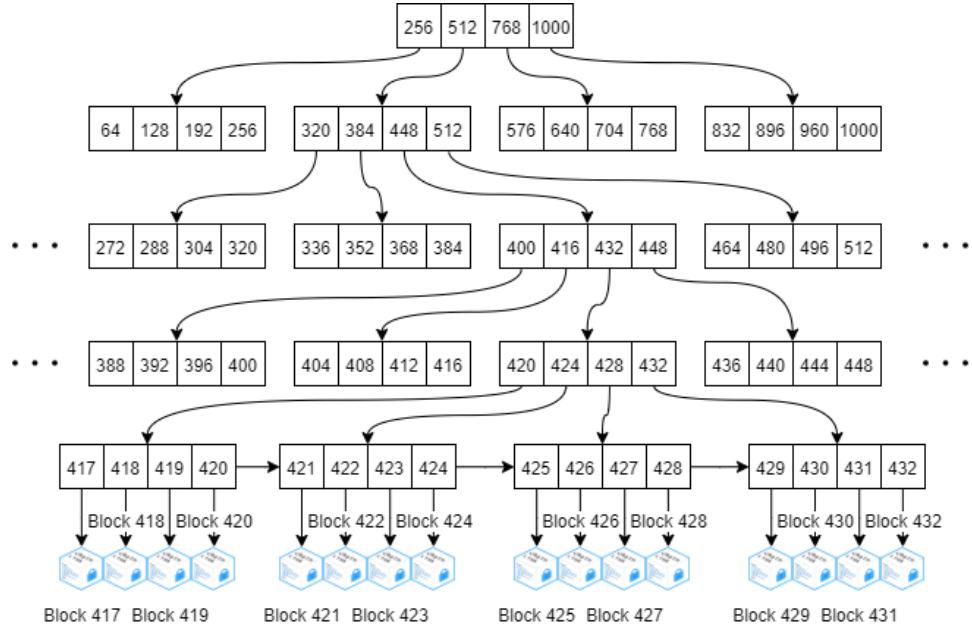 256 512 768 1000
64 128 192 256 320 384 448 512 576 640 704 768 832 896 960 1000
• • • 272 288 304 320 336 352 368 384 400 416 432 448 464 480 496 512 • • •
• • • 388 392 396 400 404 408 412 416 420 424 428 432 436 440 444 448 • • •
417 418 419 420 421 422 423 424 425 426 427 428 429 430 431 432
Block 418 Block 420 Block 422 Block 424 Block 426 Block 428 Block 430 Block 432
Block 417 Block 419 Block 421 Block 423 Block 425 Block 427 Block 429 Block 431